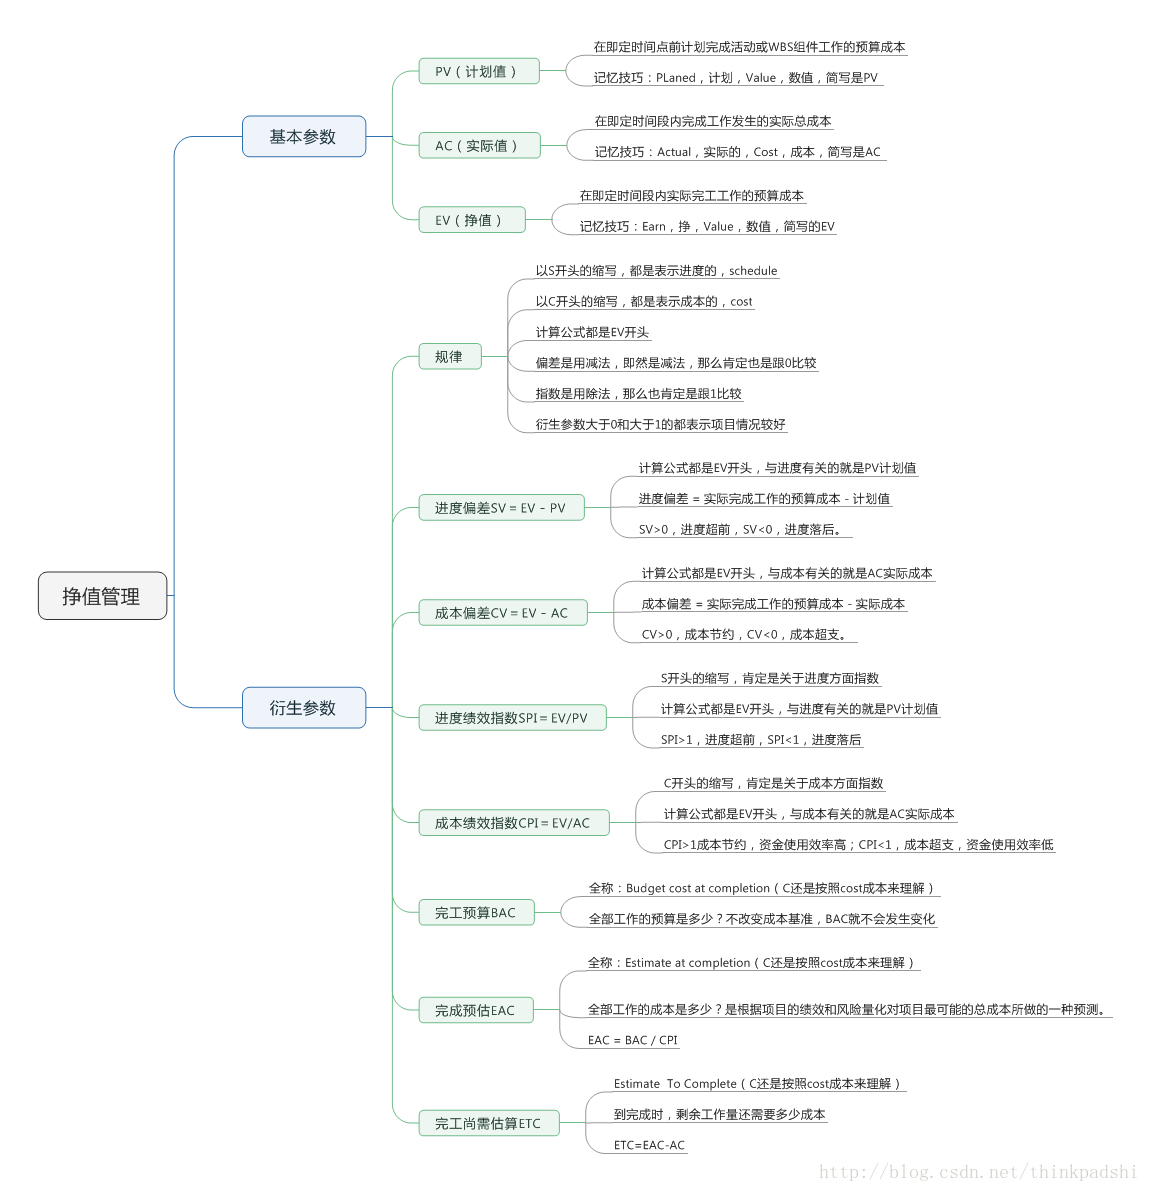 挣值管理
基本参数
PV（计划值）
在即定时间点前计划完成活动或WBS组件工作的预算成本
记忆技巧：PLaned，计划，Value，数值，简写是PV
AC（实际值）
在即定时间段内完成工作发生的实际总成本
记忆技巧：Actual，实际的，Cost，成本，简写是AC
EV（挣值）
在即定时间段内实际完工工作的预算成本
记忆技巧：Earn，挣，Value，数值，简写的EV
衍生参数
规律
以S开头的缩写，都是表示进度的，schedule
以C开头的缩写，都是表示成本的，cost
计算公式都是EV开头
偏差是用减法，即然是减法，那么肯定也是跟0比较
指数是用除法，那么也肯定是跟1比较
衍生参数大于0和大于1的都表示项目情况较好
进度偏差SV = EV - PV
计算公式都是EV开头，与进度有关的就是PV计划值
进度偏差 = 实际完成工作的预算成本 - 计划值
SV>0，进度超前，SV<0，进度落后。
成本偏差CV = EV - AC
计算公式都是EV开头，与成本有关的就是AC实际成本
成本偏差 = 实际完成工作的预算成本 - 实际成本
CV>0，成本节约，CV<0，成本超支。
进度绩效指数SPI = EV/PV
S开头的缩写，肯定是关于进度方面指数
计算公式都是EV开头，与进度有关的就是PV计划值
SPI>1，进度超前，SPI<1，进度落后
成本绩效指数CPI = EV/AC
C开头的缩写，肯定是关于成本方面指数
计算公式都是EV开头，与成本有关的就是AC实际成本
CPI>1成本节约，资金使用效率高；CPI<1，成本超支，资金使用效率低
完工预算BAC
全称：Budget cost at completion（C还是按照cost成本来理解）
全部工作的预算是多少？不改变成本基准，BAC就不会发生变化
完成预估EAC
全称：Estimate at completion（C还是按照cost成本来理解）
全部工作的成本是多少？是根据项目的绩效和风险量化对项目最可能的总成本所做的一种预测。
EAC = BAC / CPI
完工尚需估算ETC
Estimate To Complete（C还是按照cost成本来理解）
到完成时，剩余工作量还需要多少成本
ETC=EAC-AC
http://blog.csdn.net/thinkpadshi